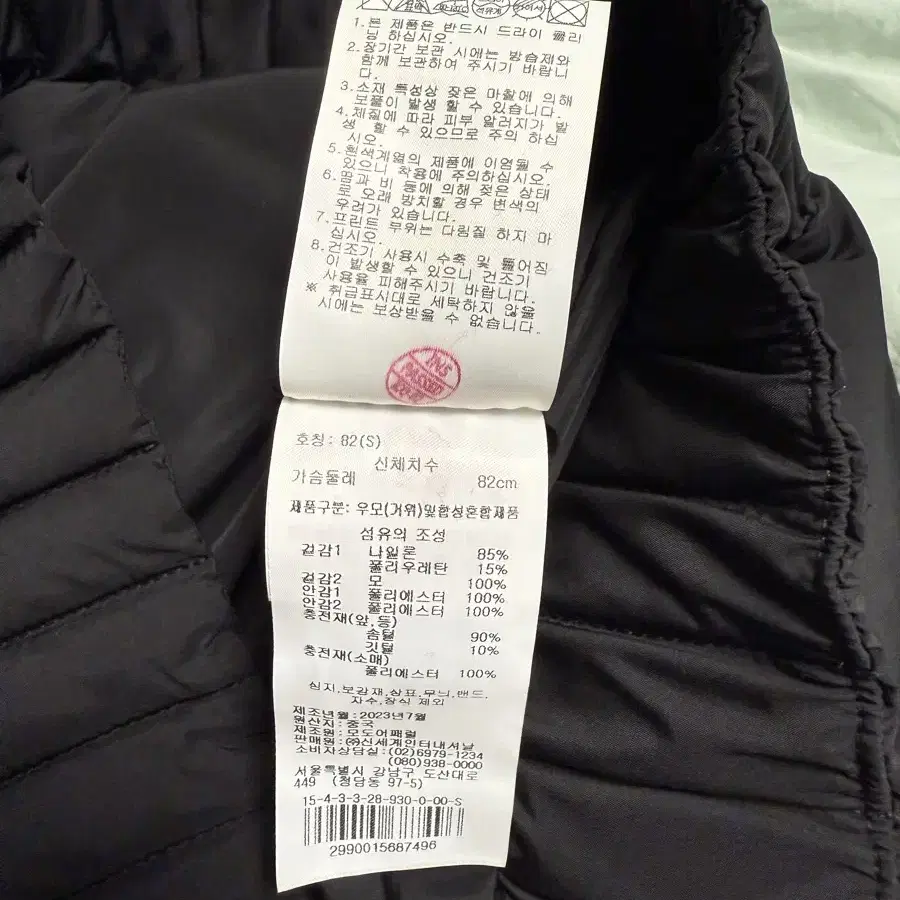 석유계
1. 본 제품은 반드시 드라이 클리
닝 하십시오.
2. 장기간 보관 시에는 방습제와
함께 보관하여 주시기 바랍니
다.
3. 소재 특성상 잦은 마찰에 의해
보풀이 발생 할 수 있습니다.
4. 체질에 따라 피부 알러지가 발
생 할 수 있으므로 주의 하십
시오.
5. 흰색계열의 제품에 이염될 수
있으니 착용에 주의하십시오.
6. 땀과 비 등에 의해 젖은 상태
로 오래 방치할 경우 변색의
우려가 있습니다.
7. 프린트 부위는 다림질 하지 마
십시오.
8. 건조기 사용시 수축 및 틀어짐
이 발생할 수 있으니 건조기
사용을 피해주시기 바랍니다.
※ 취급표시대로 세탁하지 않을
시에는 보상받을 수 없습니다.
호칭: 82(S)
신체치수
가슴둘레 82cm
제품구분: 우모(거위)및합성혼합제품
섬유의 조성
겉감1 나일론 85%
폴리우레탄 15%
겉감2 모 100%
안감1 폴리에스터 100%
안감2 폴리에스터 100%
충전재(앞,등)
솜털 90%
깃털 10%
충전재(소매)
폴리에스터 100%
심지,보강재,상표,무늬,밴드,
자수,장식 제외
제조년월:2023년7월
원산지:중국
제조원:모도어패럴
판매원:㈜신세계인터내셔날
소비자상담실:(02)6979-1234
(080)938-0000
서울특별시 강남구 도산대로
449 (청담동 97-5)
15-4-3-3-28-930-0-00-S
2990015687496